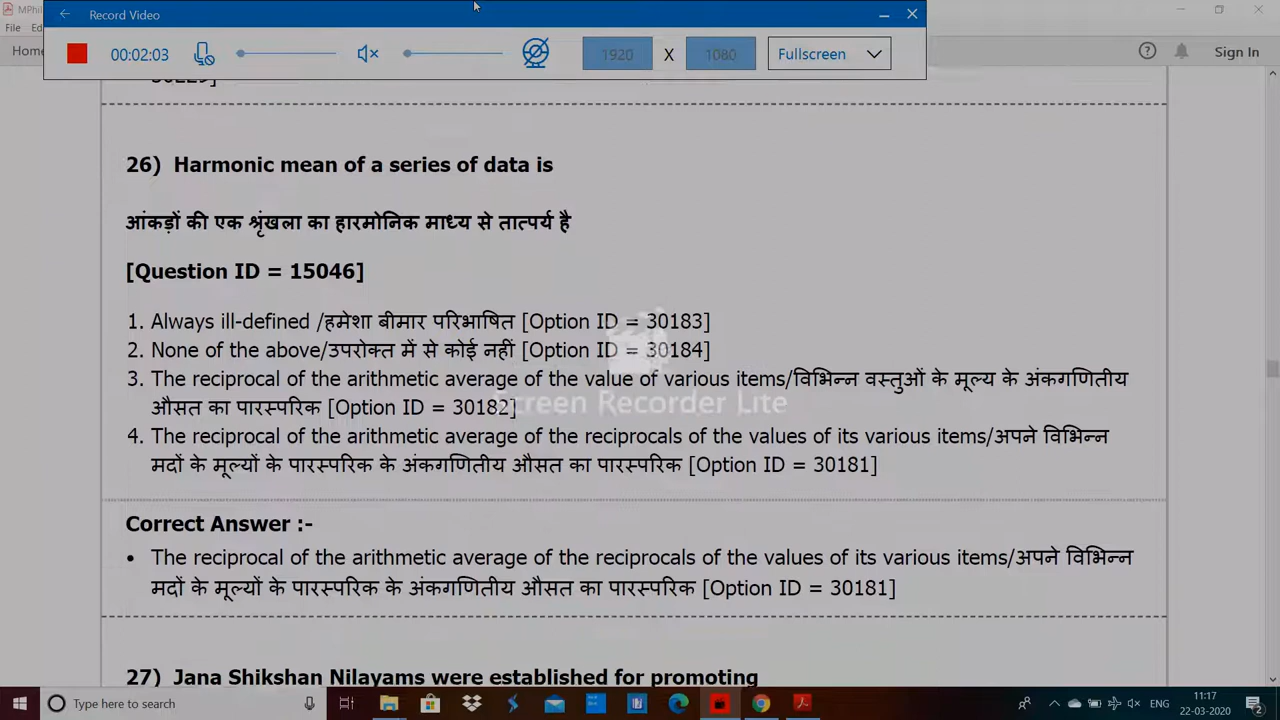 MPhil
Record Video
File
Ed
Home
00:02:03
1920 X 1080 Fullscreen
Sign In
30229]
26) Harmonic mean of a series of data is
आंकड़ों की एक श्रृंखला का हारमोनिक माध्य से तात्पर्य है
[Question ID = 15046]
1. Always ill-defined /हमेशा बीमार परिभाषित [Option ID = 30183]
2. None of the above/उपरोक्त में से कोई नहीं [Option ID = 30184]
3. The reciprocal of the arithmetic average of the value of various items/विभिन्न वस्तुओं के मूल्य के अंकगणितीय
औसत का पारस्परिक [Option ID = 30182]
Screen Recorder Lite
4. The reciprocal of the arithmetic average of the reciprocals of the values of its various items/अपने विभिन्न
मदों के मूल्यों के पारस्परिक के अंकगणितीय औसत का पारस्परिक [Option ID = 30181]
Correct Answer :-
• The reciprocal of the arithmetic average of the reciprocals of the values of its various items/अपने विभिन्न
मदों के मूल्यों के पारस्परिक के अंकगणितीय औसत का पारस्परिक [Option ID = 30181]
27) Jana Shikshan Nilayams were established for promoting
Type here to search
ENG
11:17
22-03-2020
2